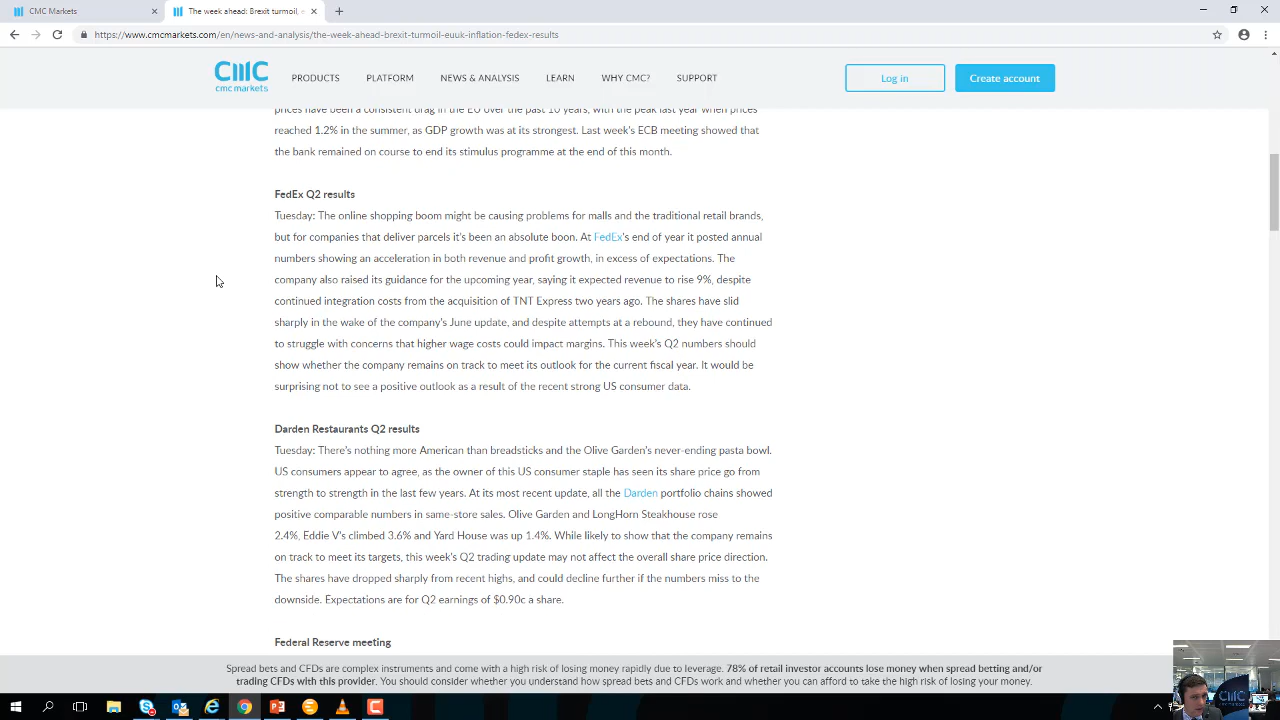 CMC Markets
The week ahead: Brexit turmoil, e
https://www.cmcmarkets.com/en/news-and-analysis/the-week-ahead-brexit-turmoil-euuk-inflation-fedex-results
cmc
cmc markets
PRODUCTS PLATFORM NEWS & ANALYSIS LEARN WHY CMC? SUPPORT
Log in
Create account
prices have been a consistent drag in the EU over the past 10 years, with the peak last year when prices
reached 1.2% in the summer, as GDP growth was at its strongest. Last week's ECB meeting showed that
the bank remained on course to end its stimulus programme at the end of this month.
FedEx Q2 results
Tuesday: The online shopping boom might be causing problems for malls and the traditional retail brands,
but for companies that deliver parcels it's been an absolute boon. At FedEx's end of year it posted annual
numbers showing an acceleration in both revenue and profit growth, in excess of expectations. The
company also raised its guidance for the upcoming year, saying it expected revenue to rise 9%, despite
continued integration costs from the acquisition of TNT Express two years ago. The shares have slid
sharply in the wake of the company's June update, and despite attempts at a rebound, they have continued
to struggle with concerns that higher wage costs could impact margins. This week's Q2 numbers should
show whether the company remains on track to meet its outlook for the current fiscal year. It would be
surprising not to see a positive outlook as a result of the recent strong US consumer data.
Darden Restaurants Q2 results
Tuesday: There's nothing more American than breadsticks and the Olive Garden's never-ending pasta bowl.
US consumers appear to agree, as the owner of this US consumer staple has seen its share price go from
strength to strength in the last few years. At its most recent update, all the Darden portfolio chains showed
positive comparable numbers in same-store sales. Olive Garden and LongHorn Steakhouse rose
2.4%, Eddie V's climbed 3.6% and Yard House was up 1.4%. While likely to show that the company remains
on track to meet its targets, this week's Q2 trading update may not affect the overall share price direction.
The shares have dropped sharply from recent highs, and could decline further if the numbers miss to the
downside. Expectations are for Q2 earnings of $0.90c a share.
Federal Reserve meeting
Spread bets and CFDs are complex instruments and come with a high risk of losing money rapidly due to leverage. 78% of retail investor accounts lose money when spread betting and/or
trading CFDs with this provider. You should consider whether you understand how spread bets and CFDs work and whether you can afford to take the high risk of losing your money.